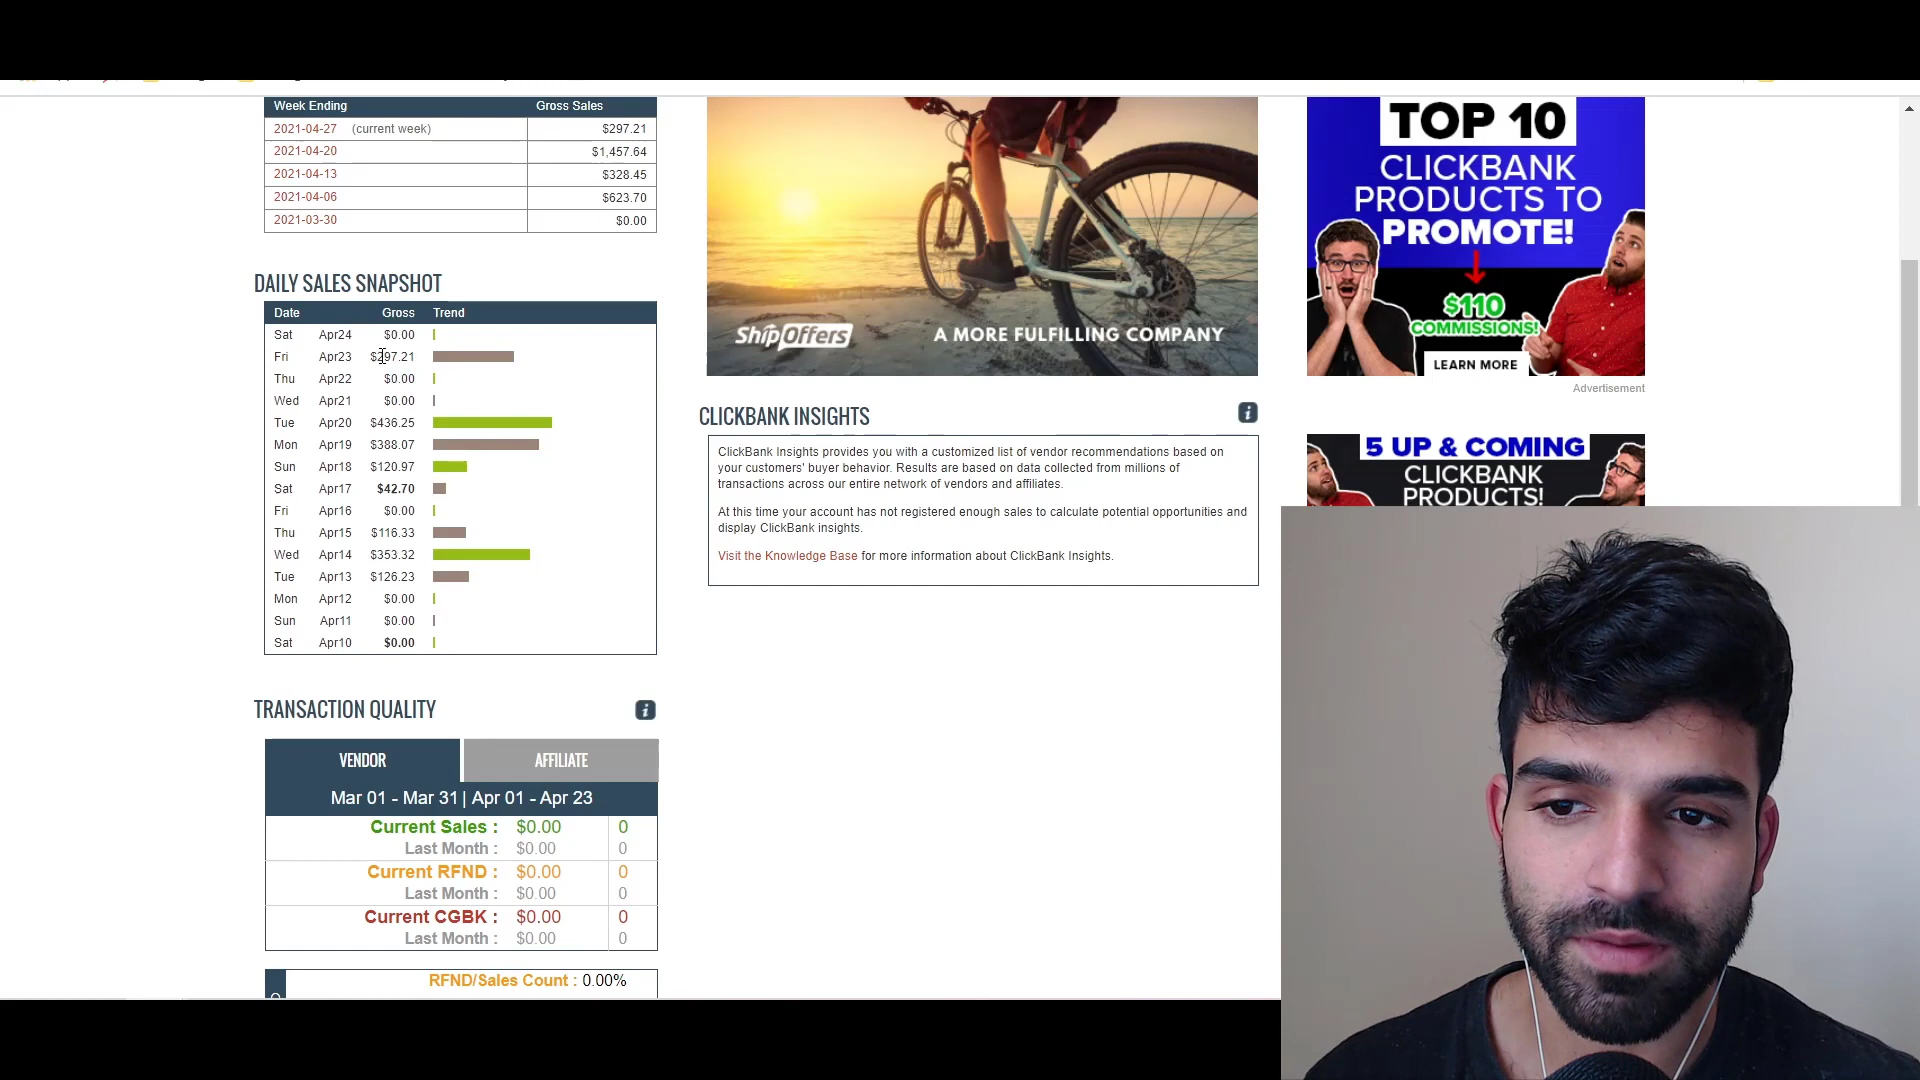 Week Ending Gross Sales
2021-04-27 (current week) $297.21
2021-04-20 $1,457.64
2021-04-13 $328.45
2021-04-06 $623.70
2021-03-30 $0.00
DAILY SALES SNAPSHOT
Date Gross Trend
Sat Apr24 $0.00
Fri Apr23 $297.21
Thu Apr22 $0.00
Wed Apr21 $0.00
Tue Apr20 $436.25
Mon Apr19 $388.07
Sun Apr18 $120.97
Sat Apr17 $42.70
Fri Apr16 $0.00
Thu Apr15 $116.33
Wed Apr14 $353.32
Tue Apr13 $126.23
Mon Apr12 $0.00
Sun Apr11 $0.00
Sat Apr10 $0.00
TRANSACTION QUALITY
VENDOR AFFILIATE
Mar 01 - Mar 31 | Apr 01 - Apr 23
Current Sales : $0.00 0
Last Month : $0.00 0
Current RFND : $0.00 0
Last Month : $0.00 0
Current CGBK : $0.00 0
Last Month : $0.00 0
RFND/Sales Count : 0.00%
ShipOffers A MORE FULFILLING COMPANY
CLICKBANK INSIGHTS
ClickBank Insights provides you with a customized list of vendor recommendations based on
your customers' buyer behavior. Results are based on data collected from millions of
transactions across our entire network of vendors and affiliates.
At this time your account has not registered enough sales to calculate potential opportunities and
display ClickBank insights.
Visit the Knowledge Base for more information about ClickBank Insights.
TOP 10
CLICKBANK
PRODUCTS TO
PROMOTE!
$110
COMMISSIONS!
LEARN MORE
Advertisement
5 UP & COMING
CLICKBANK
PRODUCTS!